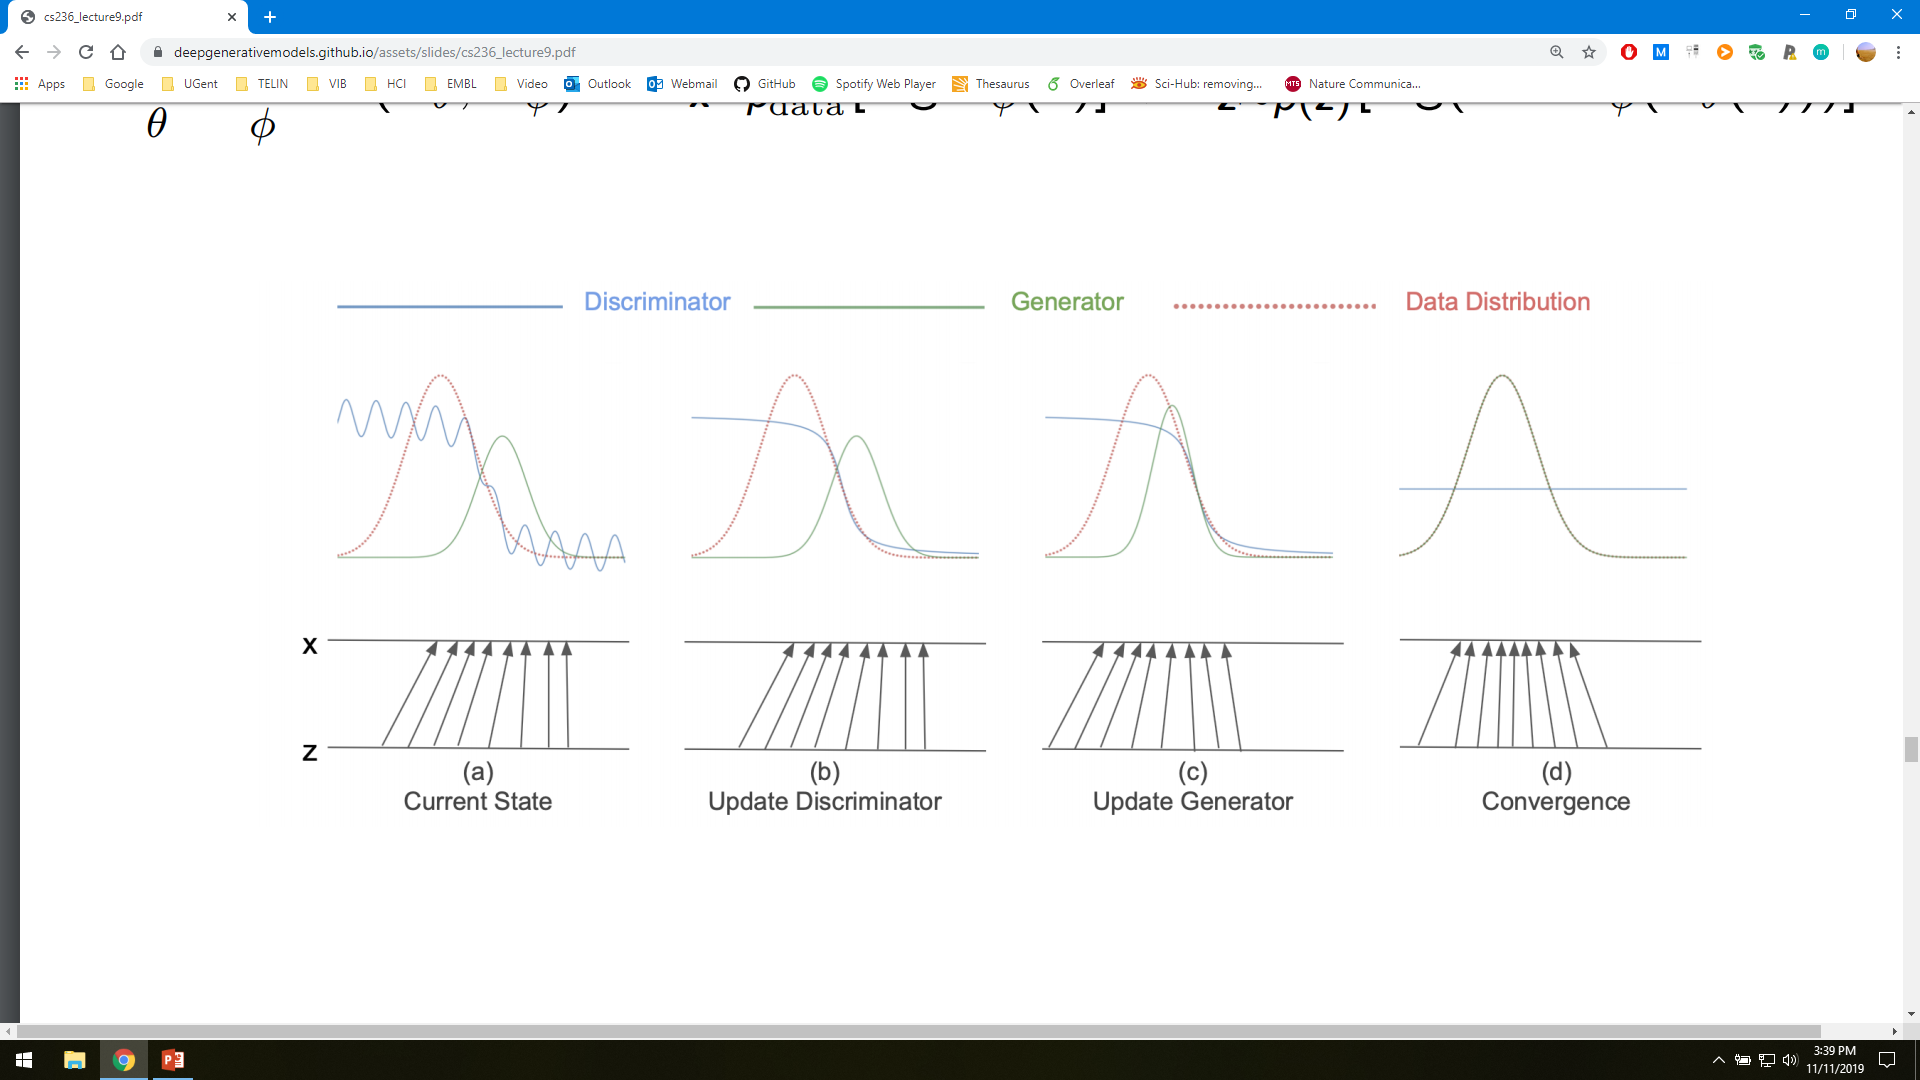 cs236_lecture9.pdf
deepgenerativemodels.github.io/assets/slides/cs236_lecture9.pdf
Apps Google UGent TELIN VIB HCI EMBL Video Outlook Webmail GitHub Spotify Web Player Thesaurus Overleaf Sci-Hub: removing... Nature Communica...
θ φ
Discriminator Generator Data Distribution
X
Z
(a) (b) (c) (d)
Current State Update Discriminator Update Generator Convergence
3:39 PM
11/11/2019